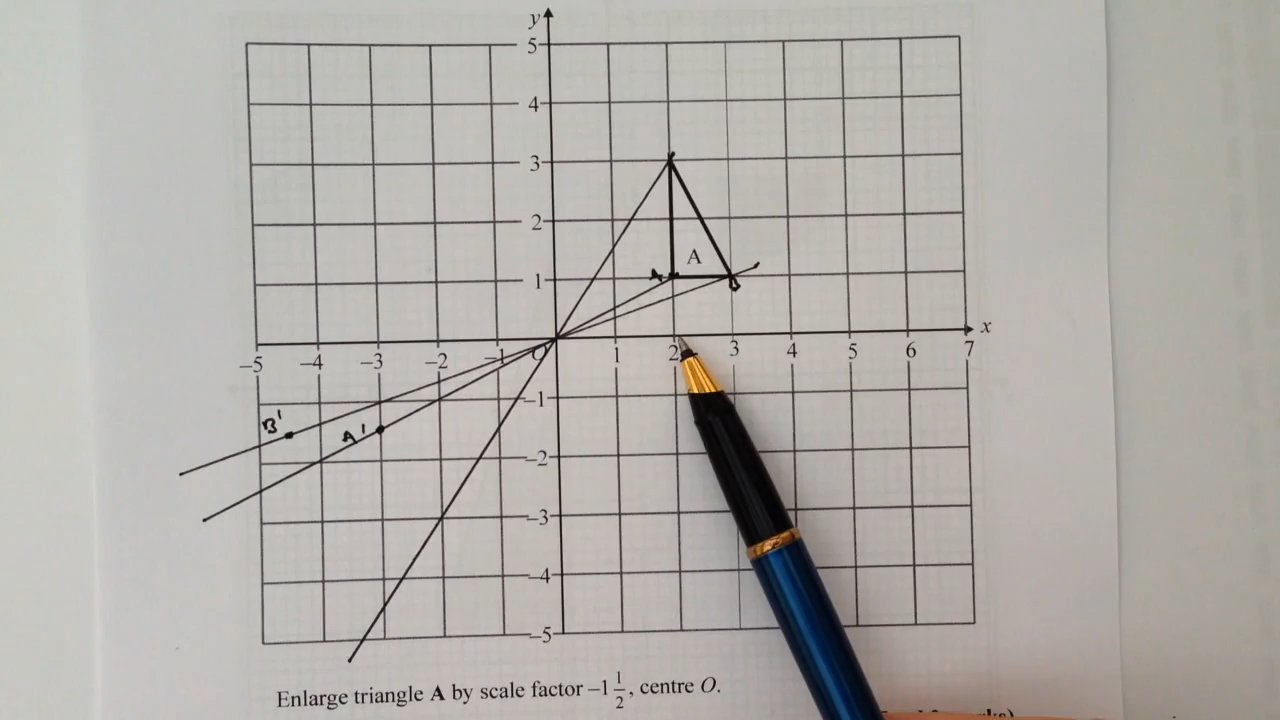 y
5
4
3
2
1
A
A
B
x
–5 –4 –3 –2 –1 O 1 2 3 4 5 6 7
–1
B'
A'
–2
–3
–4
–5
Enlarge triangle A by scale factor –1 1/2, centre O.